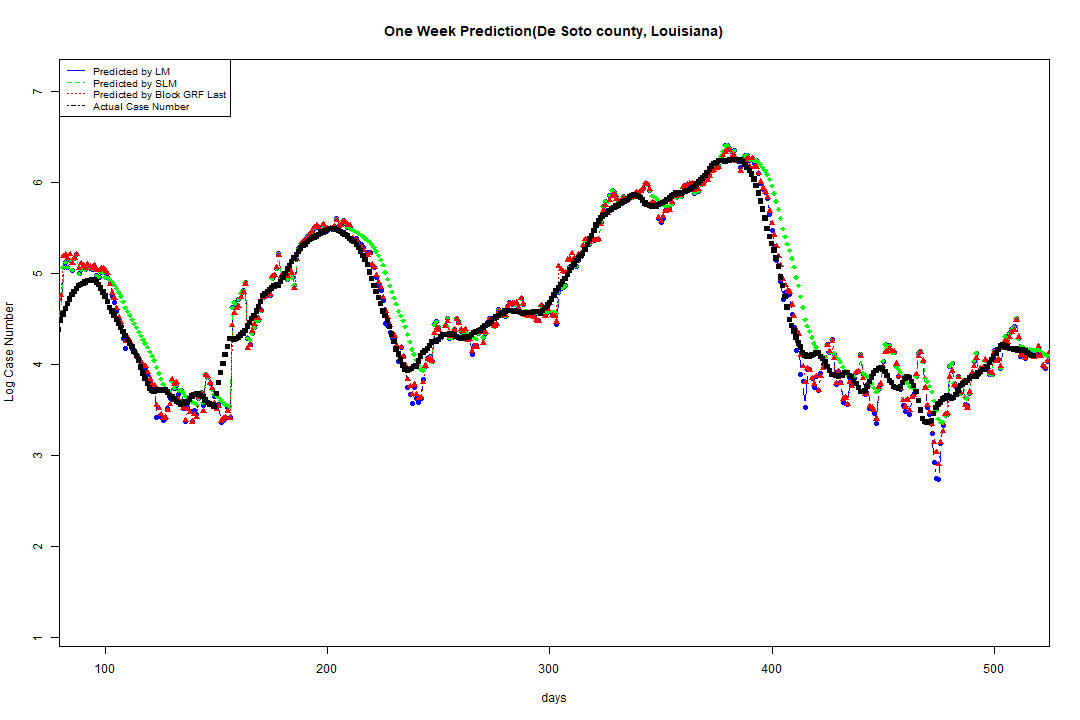 One Week Prediction(De Soto county, Louisiana)
Predicted by LM
Predicted by SLM
Predicted by Block GRF Last
Actual Case Number
Log Case Number
7
6
5
4
3
2
1
100 200 300 400 500
days